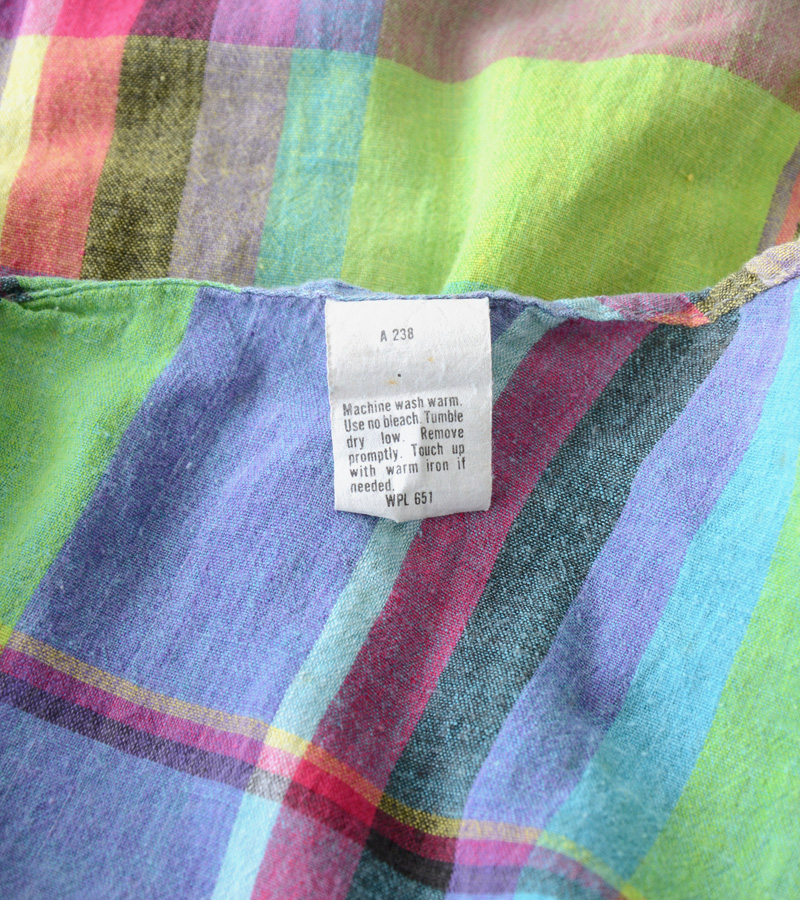 A 238
Machine wash warm.
Use no bleach. Tumble
dry low. Remove
promptly. Touch up
with warm iron if
needed.
WPL 651